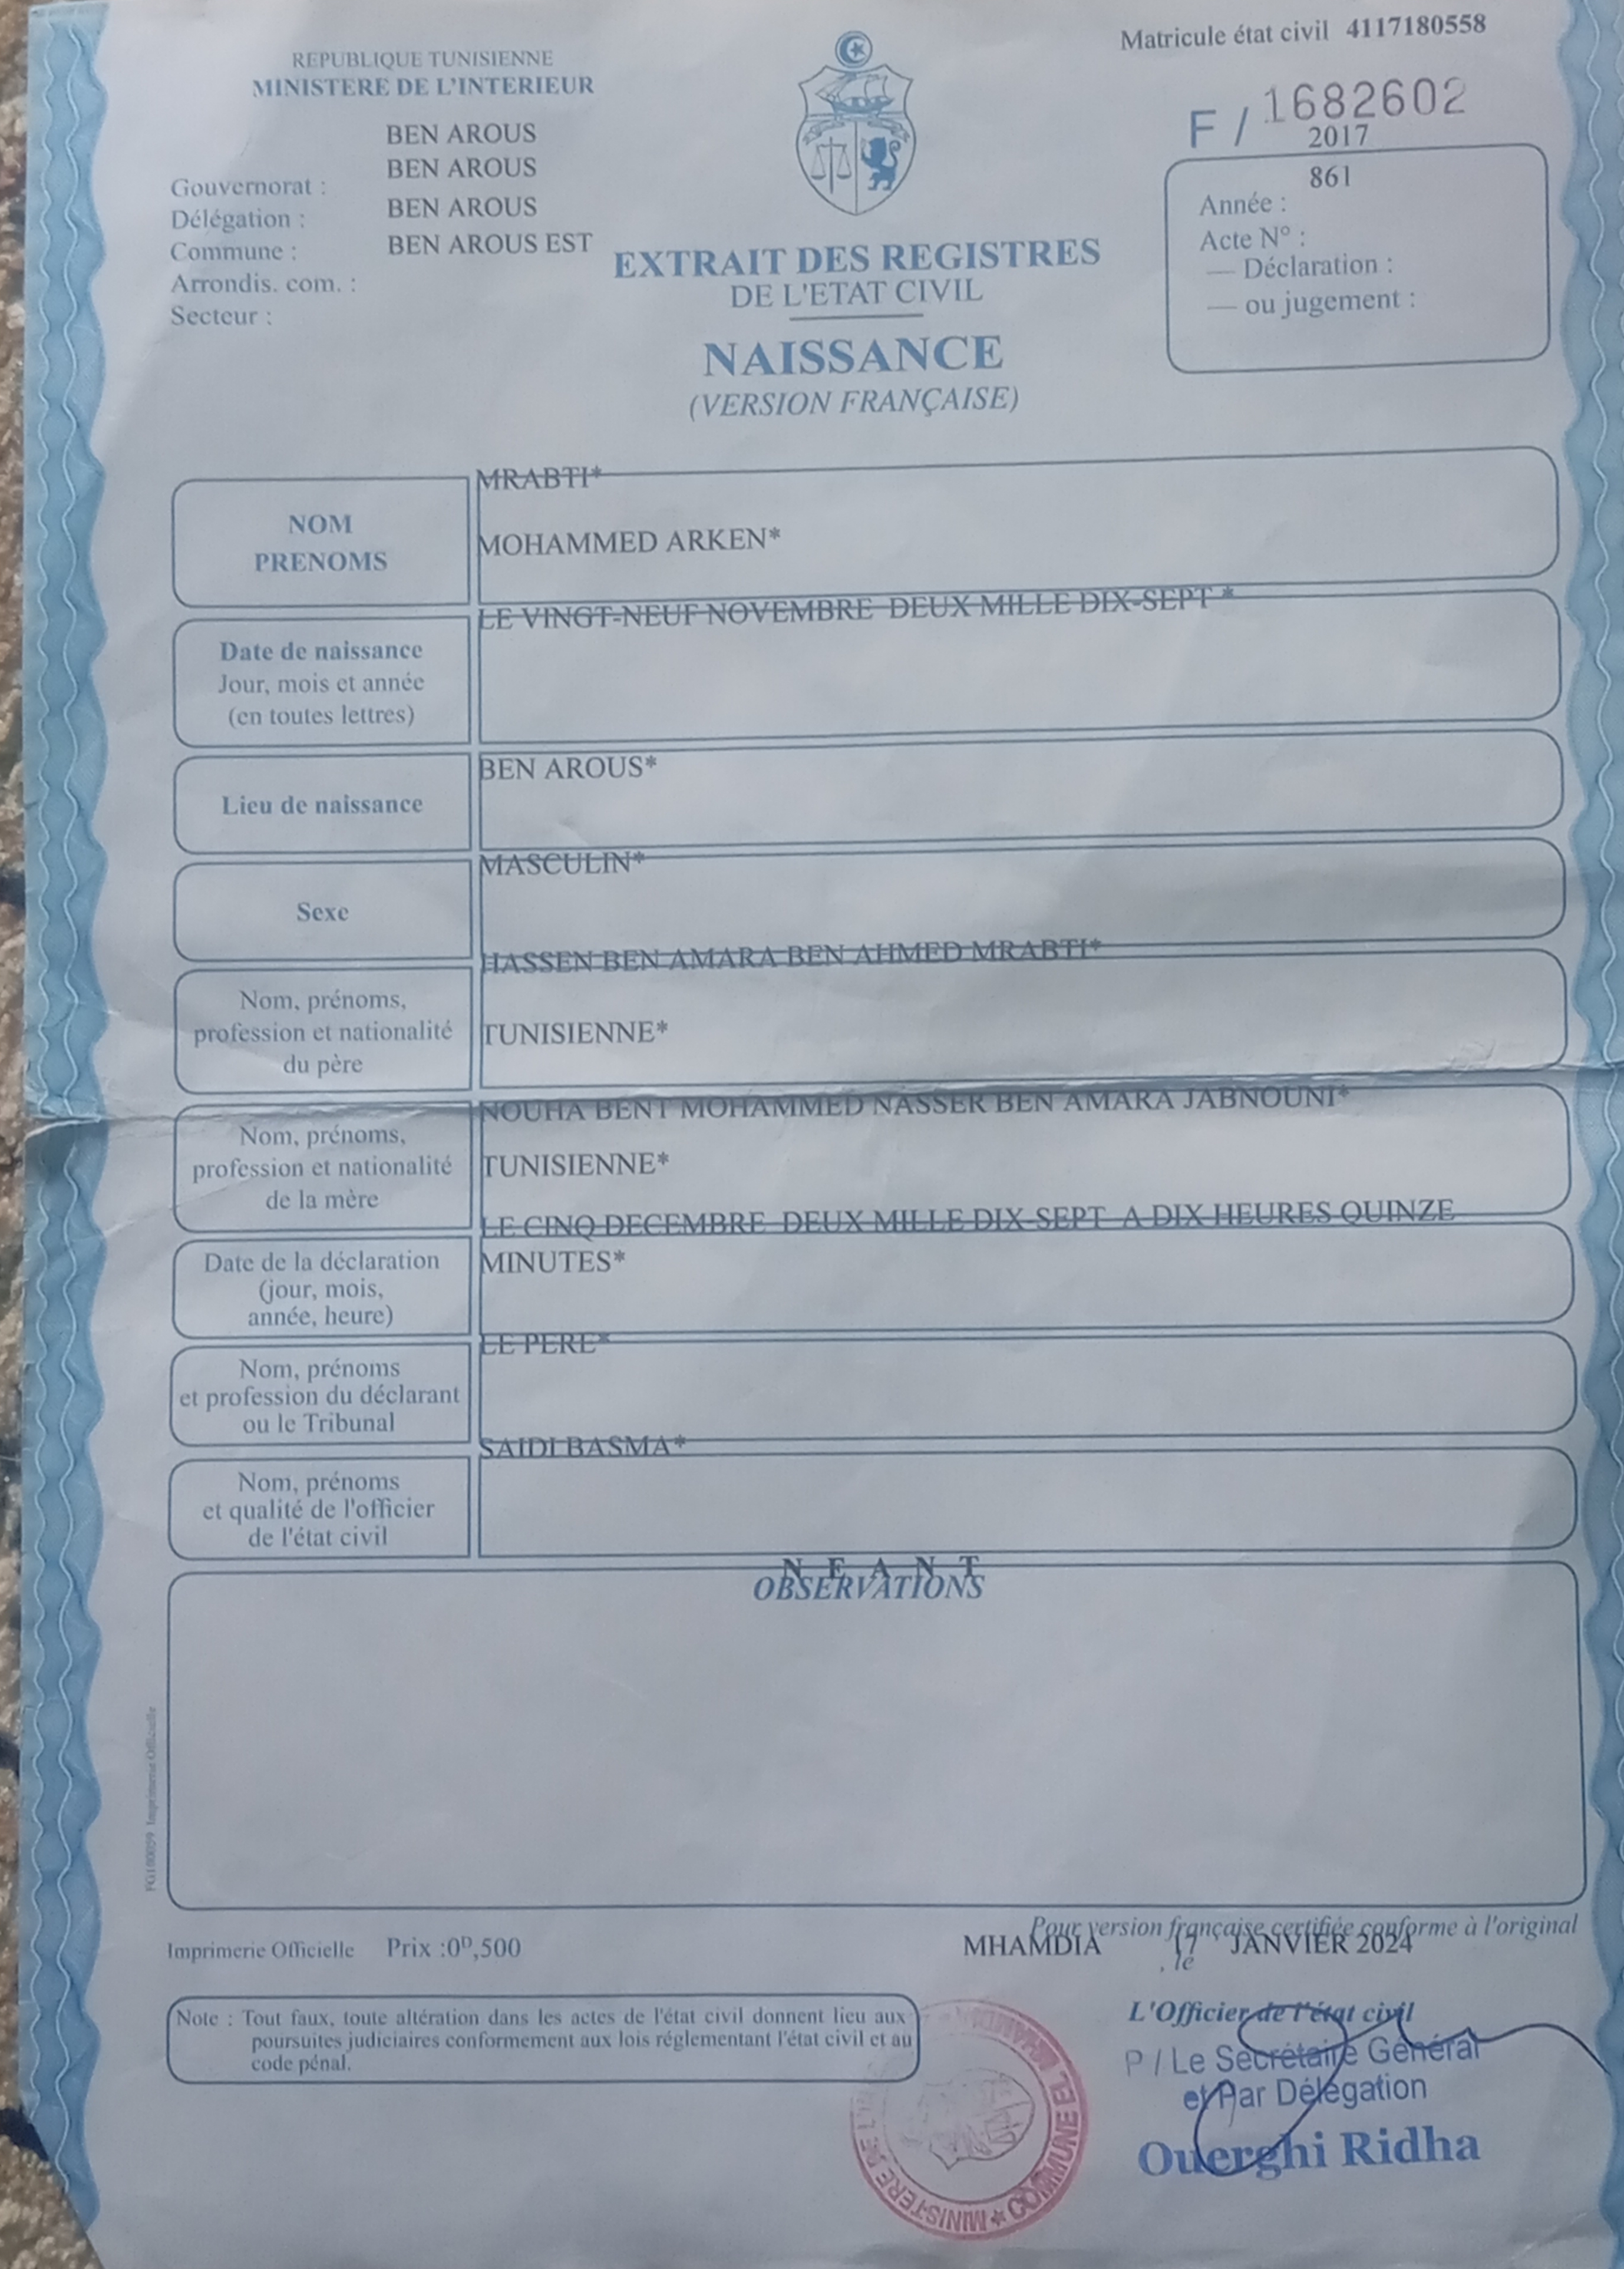 REPUBLIQUE TUNISIENNE
MINISTERE DE L'INTERIEUR
Matricule état civil 4117180558
F / 1682602
2017
861
Année :
Acte N° :
— Déclaration :
— ou jugement :
BEN AROUS
BEN AROUS
BEN AROUS
BEN AROUS EST
Gouvernorat :
Délégation :
Commune :
Arrondis. com. :
Secteur :
EXTRAIT DES REGISTRES
DE L'ETAT CIVIL
NAISSANCE
(VERSION FRANÇAISE)
NOM
PRENOMS
MRABTI*
MOHAMMED ARKEN*
Date de naissance
Jour, mois et année
(en toutes lettres)
LE VINGT-NEUF NOVEMBRE DEUX MILLE DIX-SEPT *
Lieu de naissance
BEN AROUS*
Sexe
MASCULIN*
Nom, prénoms,
profession et nationalité
du père
HASSEN BEN AMARA BEN AHMED MRABTI*
TUNISIENNE*
Nom, prénoms,
profession et nationalité
de la mère
NOUHA BENT MOHAMMED NASSER BEN AMARA JABNOUNI*
TUNISIENNE*
Date de la déclaration
(jour, mois,
année, heure)
LE CINQ DECEMBRE DEUX MILLE DIX-SEPT A DIX HEURES QUINZE
MINUTES*
Nom, prénoms
et profession du déclarant
ou le Tribunal
LE PERE*
Nom, prénoms
et qualité de l'officier
de l'état civil
SAIDI BASMA*
N E A N T
OBSERVATIONS
FG100059 Imprimerie Officielle
Imprimerie Officielle Prix :0ᴰ,500
Pour version française certifiée conforme à l'original
MHAMDIA 17 JANVIER 2024
, le
Note : Tout faux, toute altération dans les actes de l'état civil donnent lieu aux
poursuites judiciaires conformement aux lois réglementant l'état civil et au
code pénal.
L'Officier de l'état civil
P / Le Secrétaire Général
et Par Délégation
Ouerghi Ridha
MINISTERE DE * COMMUNE EL